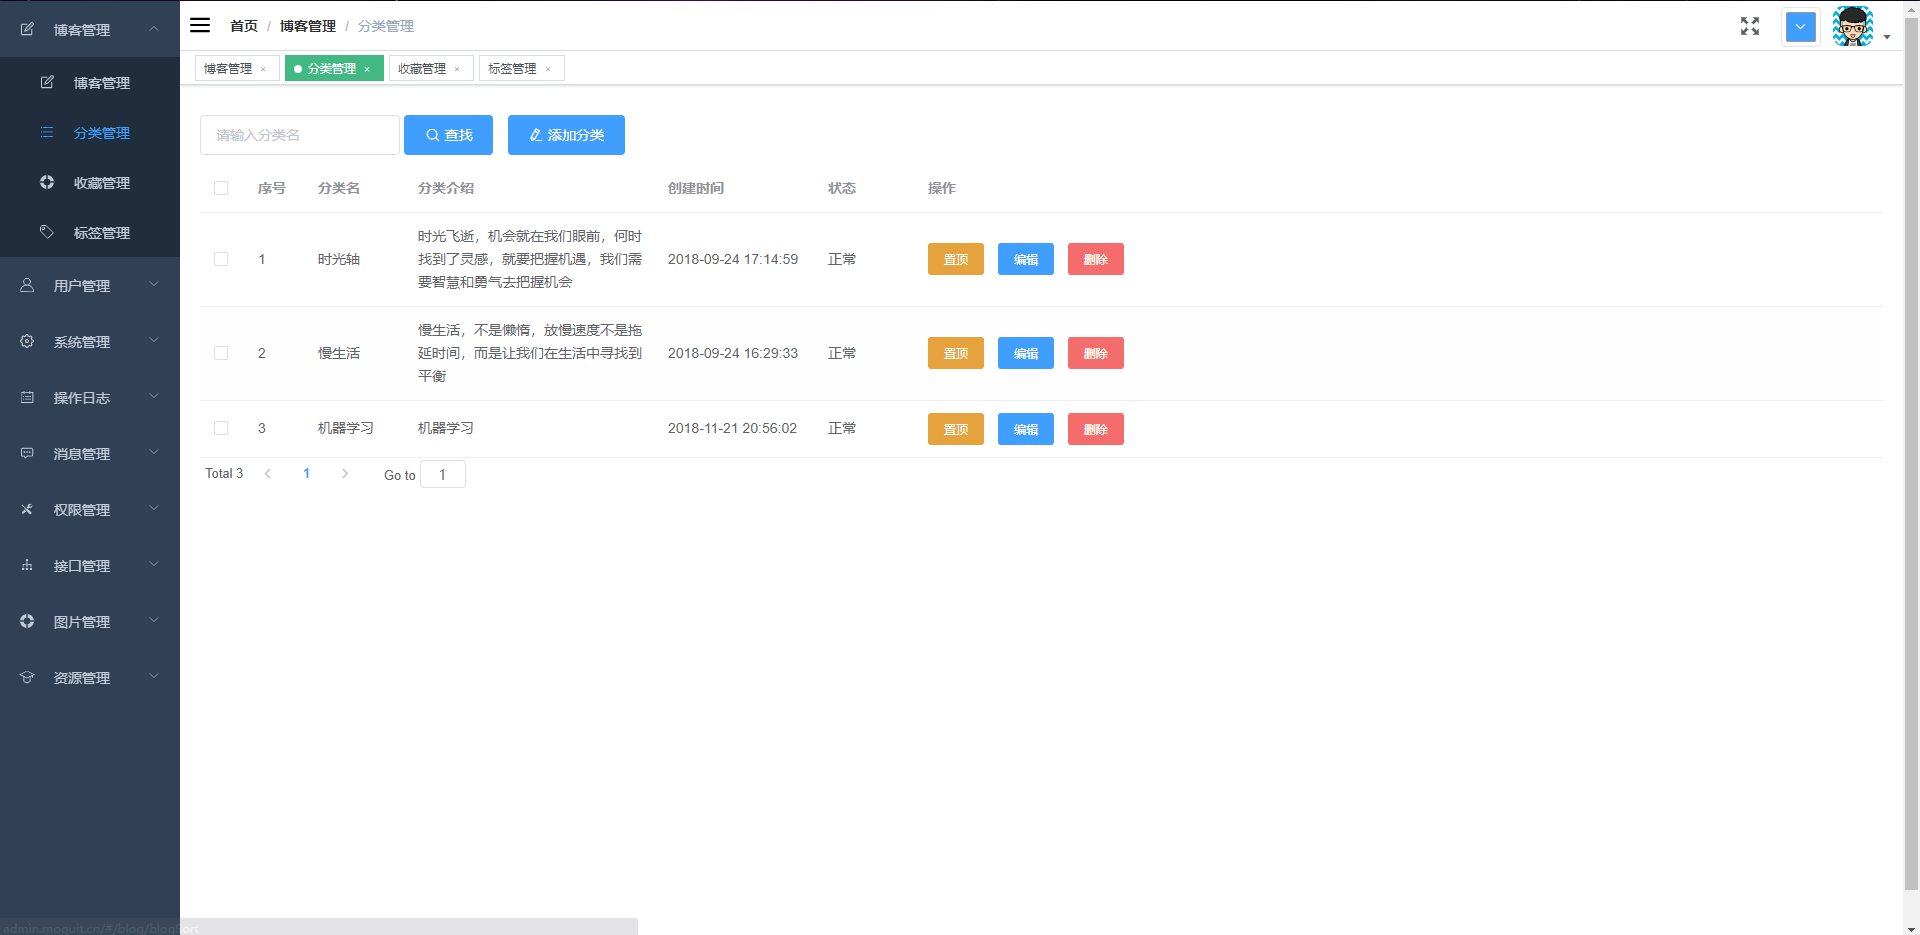 博客管理
博客管理
分类管理
收藏管理
标签管理
用户管理
系统管理
操作日志
消息管理
权限管理
接口管理
图片管理
资源管理
首页 / 博客管理 / 分类管理
博客管理 × 分类管理 × 收藏管理 × 标签管理 ×
请输入分类名 查找 添加分类
序号 分类名 分类介绍 创建时间 状态 操作
时光飞逝，机会就在我们眼前，何时
1 时光轴 找到了灵感，就要把握机遇，我们需 2018-09-24 17:14:59 正常 置顶 编辑 删除
要智慧和勇气去把握机会
慢生活，不是懒惰，放慢速度不是拖
2 慢生活 延时间，而是让我们在生活中寻找到 2018-09-24 16:29:33 正常 置顶 编辑 删除
平衡
3 机器学习 机器学习 2018-11-21 20:56:02 正常 置顶 编辑 删除
Total 3 1 Go to 1
admin.moguit.cn/#/blog/blogSort